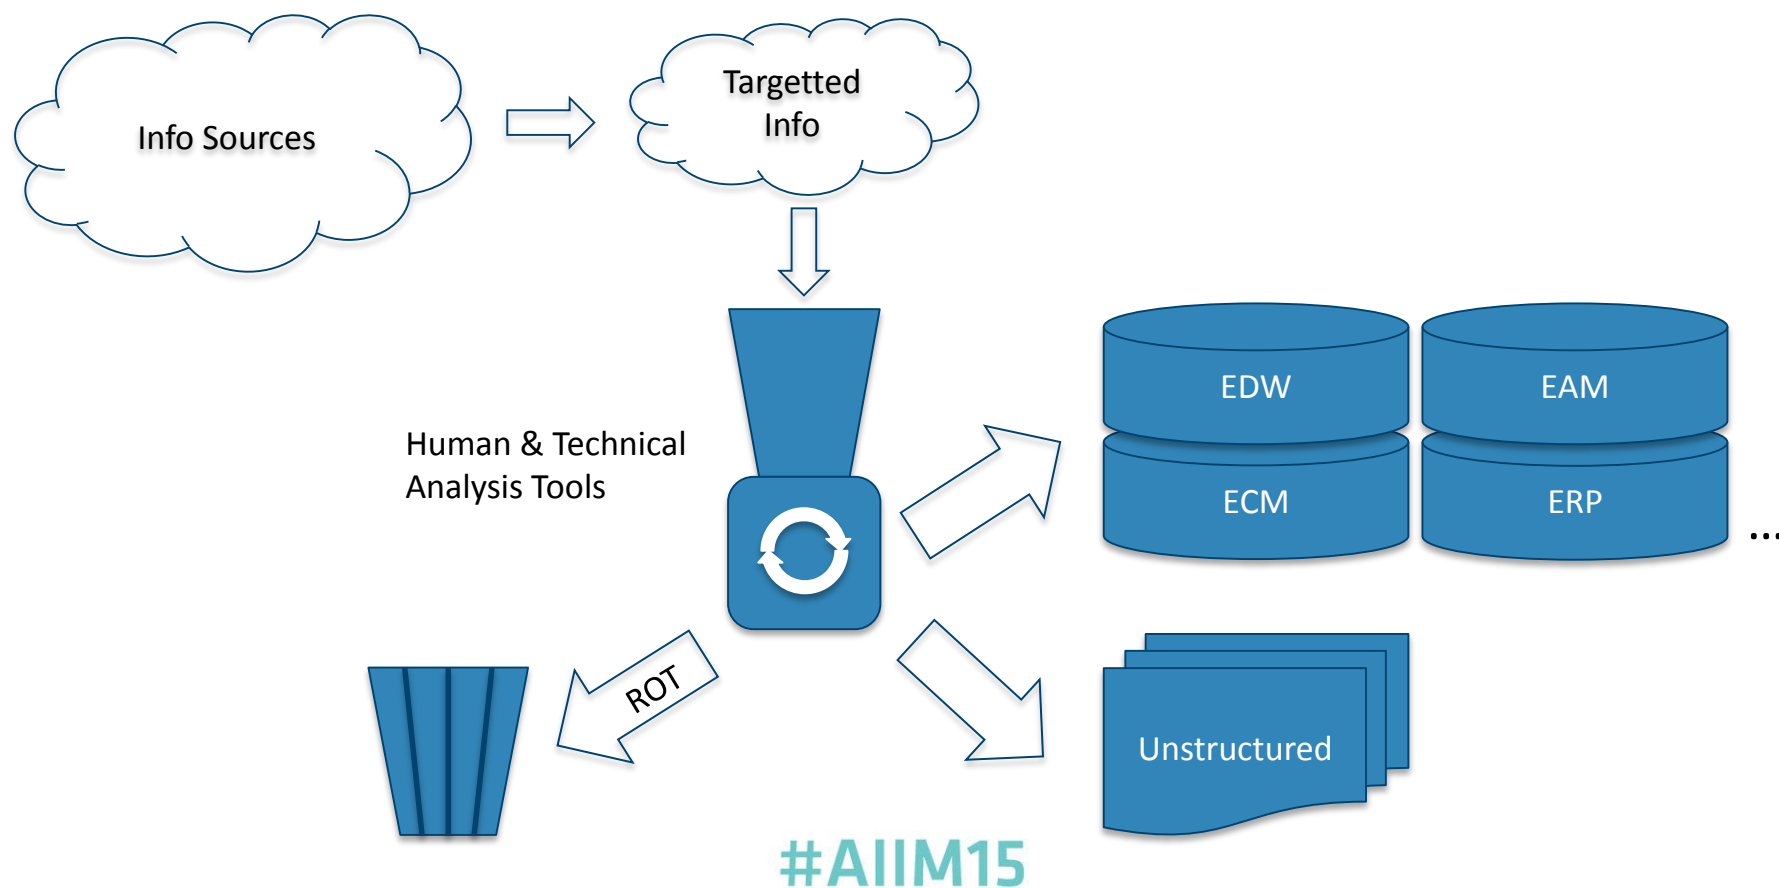 Info Sources
Targetted
Info
Human & Technical
Analysis Tools
EDW
EAM
ECM
ERP
...
ROT
Unstructured
#AIIM15